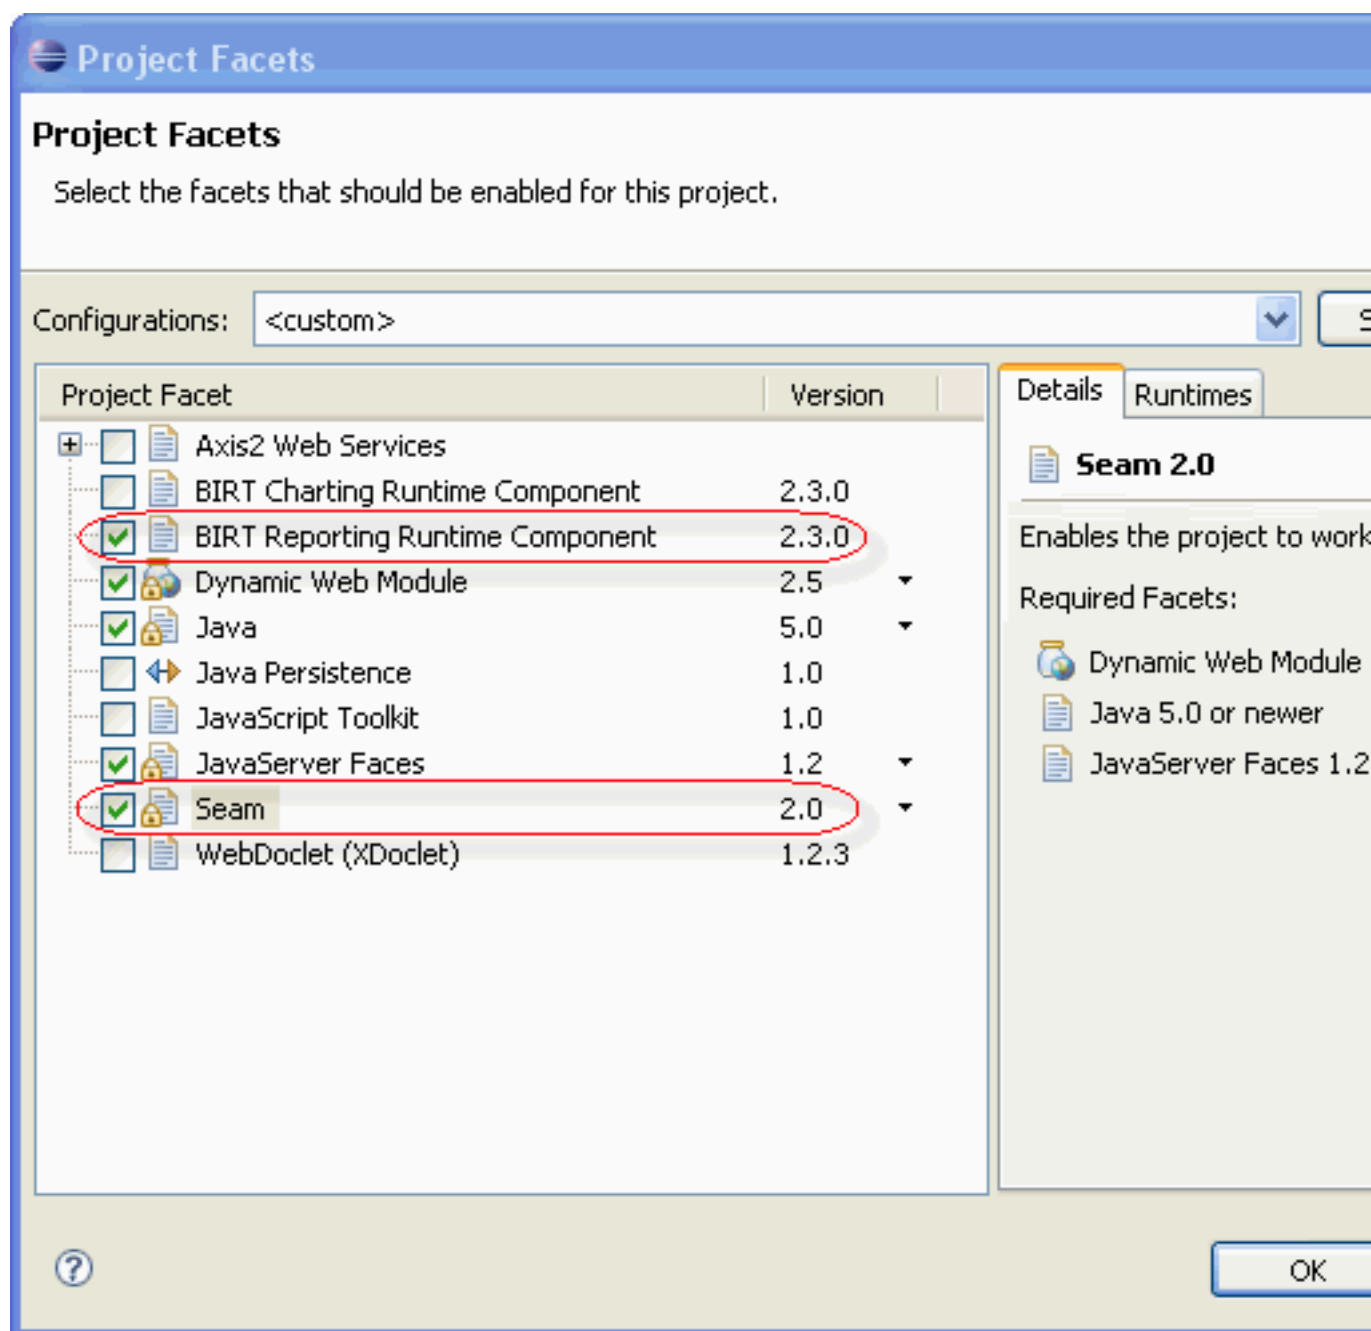 Project Facets
Project Facets
Select the facets that should be enabled for this project.
Configurations: <custom>
Project Facet Version
Axis2 Web Services
BIRT Charting Runtime Component 2.3.0
BIRT Reporting Runtime Component 2.3.0
Dynamic Web Module 2.5
Java 5.0
Java Persistence 1.0
JavaScript Toolkit 1.0
JavaServer Faces 1.2
Seam 2.0
WebDoclet (XDoclet) 1.2.3
Details Runtimes
Seam 2.0
Enables the project to work
Required Facets:
Dynamic Web Module
Java 5.0 or newer
JavaServer Faces 1.2
?
OK